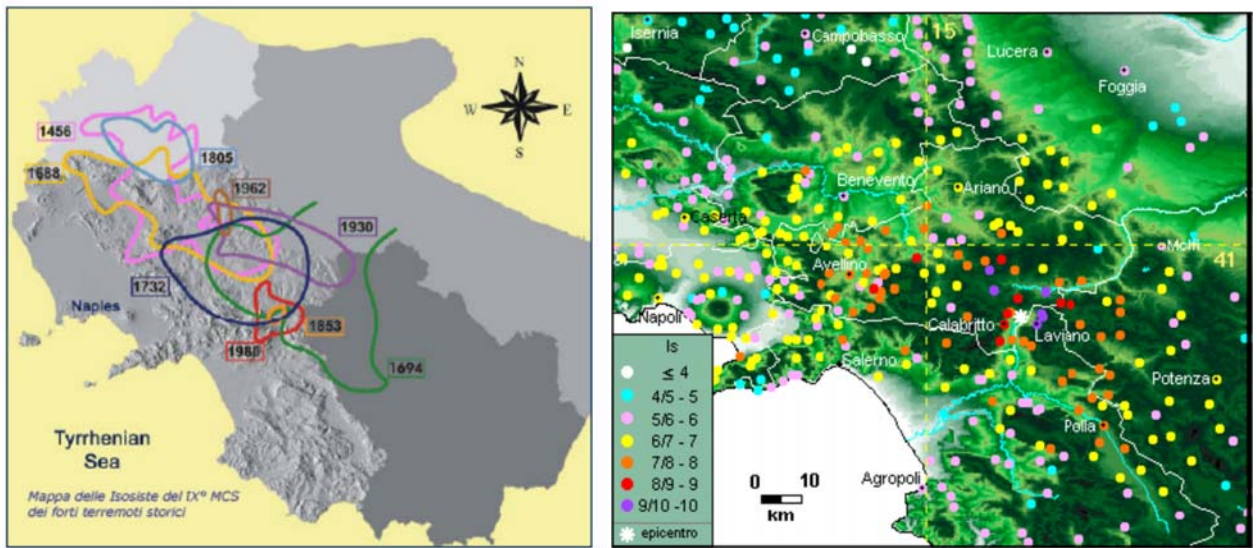 N
W E
S
1456
1805
1688
1962
1930
1732
Naples
1853
1980
1694
Tyrrhenian
Sea
Mappa delle Isosiste del IX° MCS
dei forti terremoti storici
Isernia
Campobasso
15
Lucera
Foggia
Benevento
Ariano
Caserta
Melfi
41
Avellino
Napoli
Calabritto
Laviano
Salerno
Potenza
Polla
Agropoli
Is
≤ 4
4/5 - 5
5/6 - 6
6/7 - 7
7/8 - 8
8/9 - 9
9/10 -10
epicentro
0 10
km